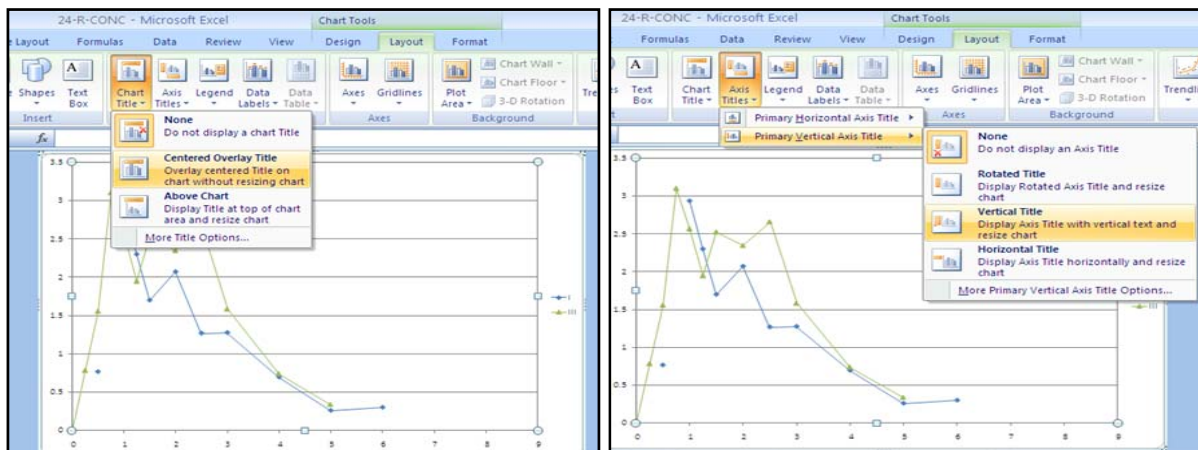 24-R-CONC - Microsoft Excel
Chart Tools
Layout Formulas Data Review View Design Layout Format
Shapes Text Box Chart Title Axis Titles Legend Data Labels Data Table Axes Gridlines Plot Area Chart Wall
Chart Floor
3-D Rotation
Insert Axes Background
fx
None
Do not display a chart Title
Centered Overlay Title
Overlay centered Title on
chart without resizing chart
Above Chart
Display Title at top of chart
area and resize chart
More Title Options...
3.5
3
2.5
2
1.5
1
0.5
0
0 1 2 3 4 5 6 7 8 9
I
III
24-R-CONC - Microsoft Excel
Chart Tools
Formulas Data Review View Design Layout Format
Text Box Chart Title Axis Titles Legend Data Labels Data Table Axes Gridlines Plot Area Chart Wall
Chart Floor
3-D Rotation
Insert Axes Background
Primary Horizontal Axis Title
Primary Vertical Axis Title
None
Do not display an Axis Title
Rotated Title
Display Rotated Axis Title and resize
chart
Vertical Title
Display Axis Title with vertical text and
resize chart
Horizontal Title
Display Axis Title horizontally and resize
chart
More Primary Vertical Axis Title Options...
3.5
3
2.5
2
1.5
1
0.5
0
0 1 2 3 4 5 6 7 8 9
III